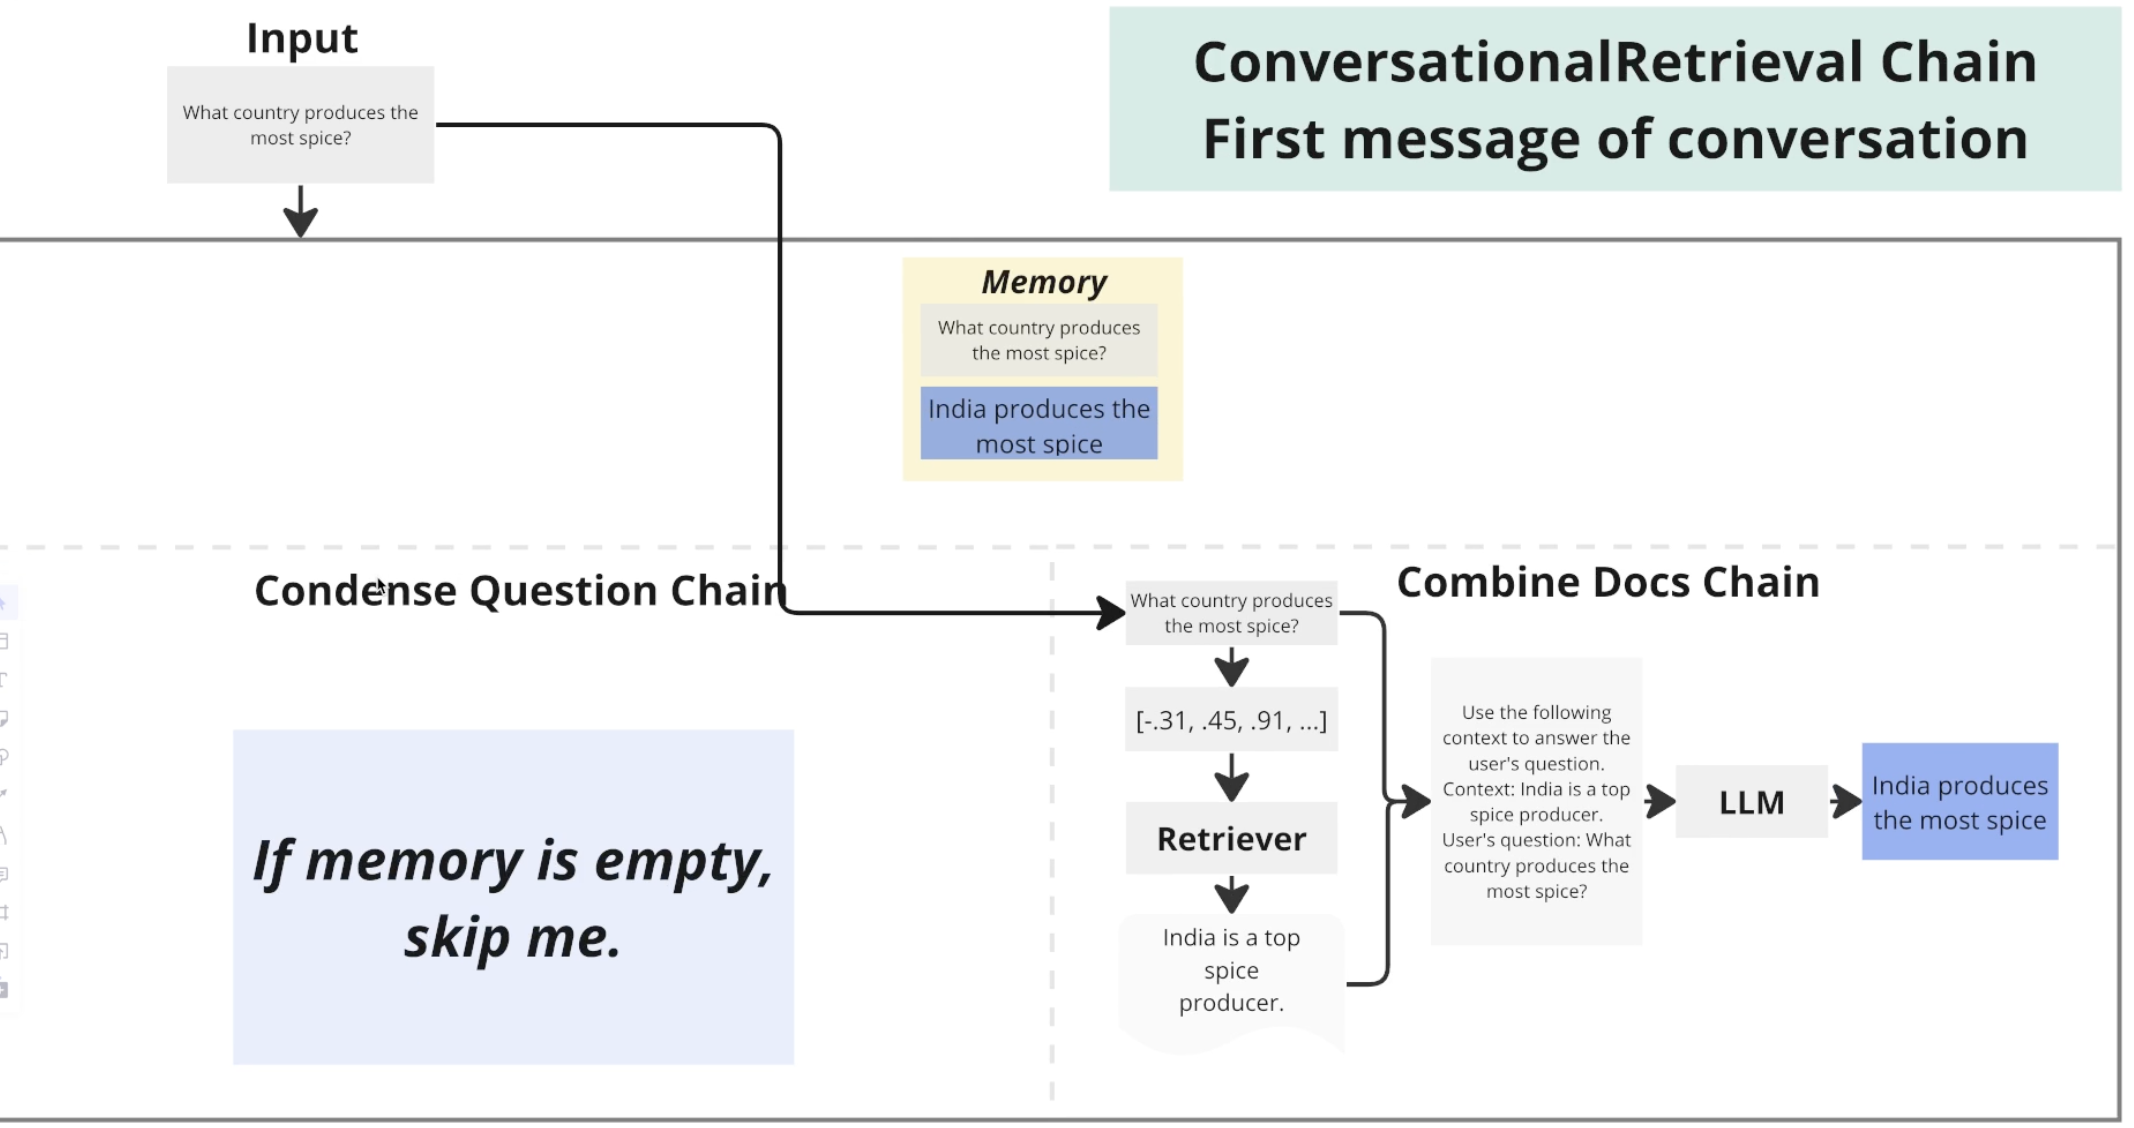 Input
What country produces the
most spice?
ConversationalRetrieval Chain
First message of conversation
Memory
What country produces
the most spice?
India produces the
most spice
Condense Question Chain
If memory is empty,
skip me.
Combine Docs Chain
What country produces
the most spice?
[-.31, .45, .91, ...]
Retriever
India is a top
spice
producer.
Use the following
context to answer the
user's question.
Context: India is a top
spice producer.
User's question: What
country produces the
most spice?
LLM
India produces
the most spice